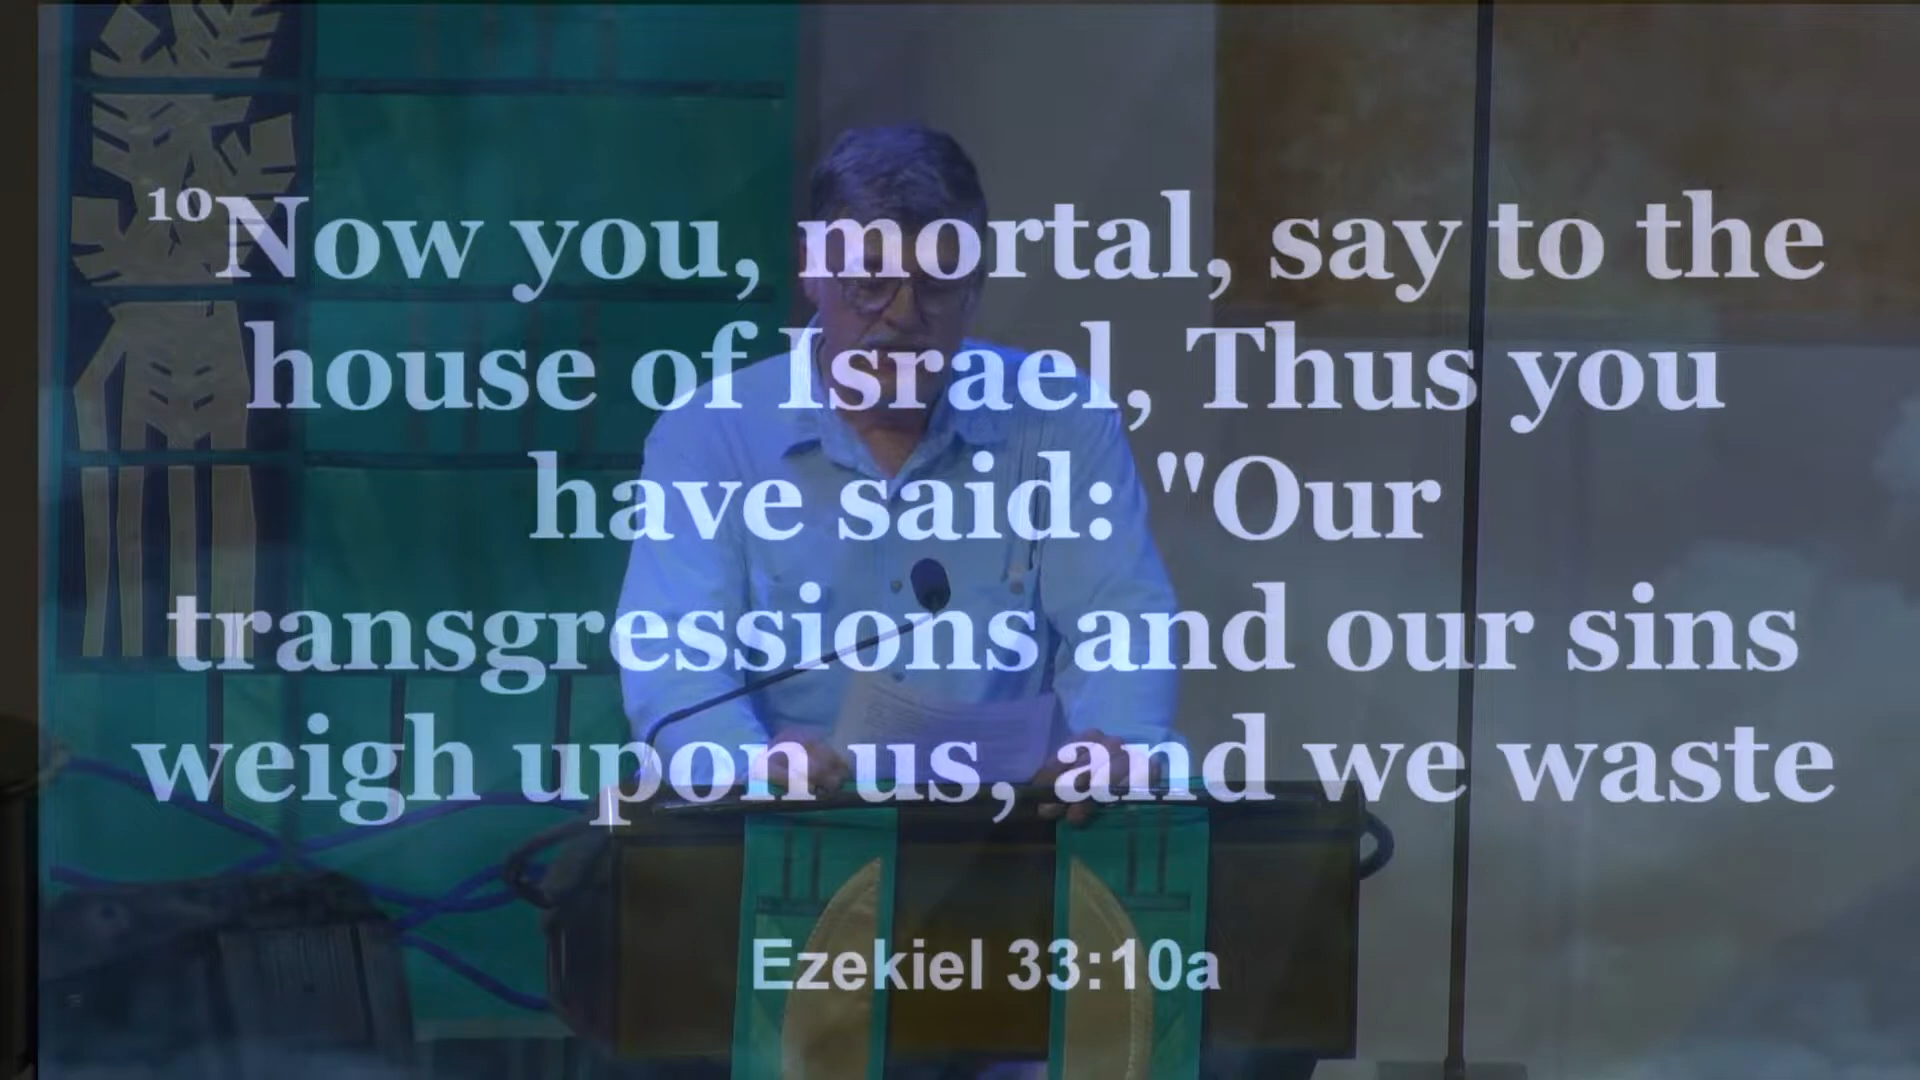 ¹⁰Now you, mortal, say to the
house of Israel, Thus you
have said: "Our
transgressions and our sins
weigh upon us, and we waste
Ezekiel 33:10a